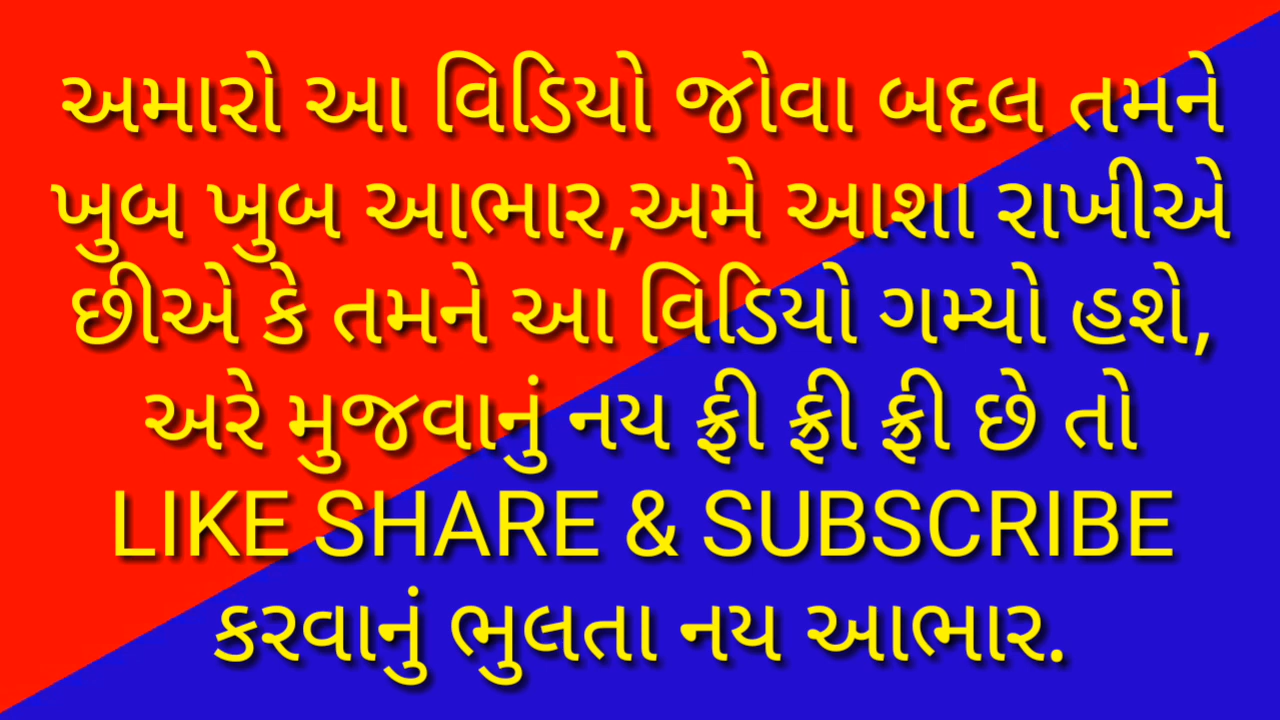 અમારો આ વિડિયો જોવા બદલ તમને
ખુબ ખુબ આભાર,અમે આશા રાખીએ
છીએ કે તમને આ વિડિયો ગમ્યો હશે,
અરે મુજવાનું નય ફ્રી ફ્રી ફ્રી છે તો
LIKE SHARE & SUBSCRIBE
કરવાનું ભુલતા નય આભાર.